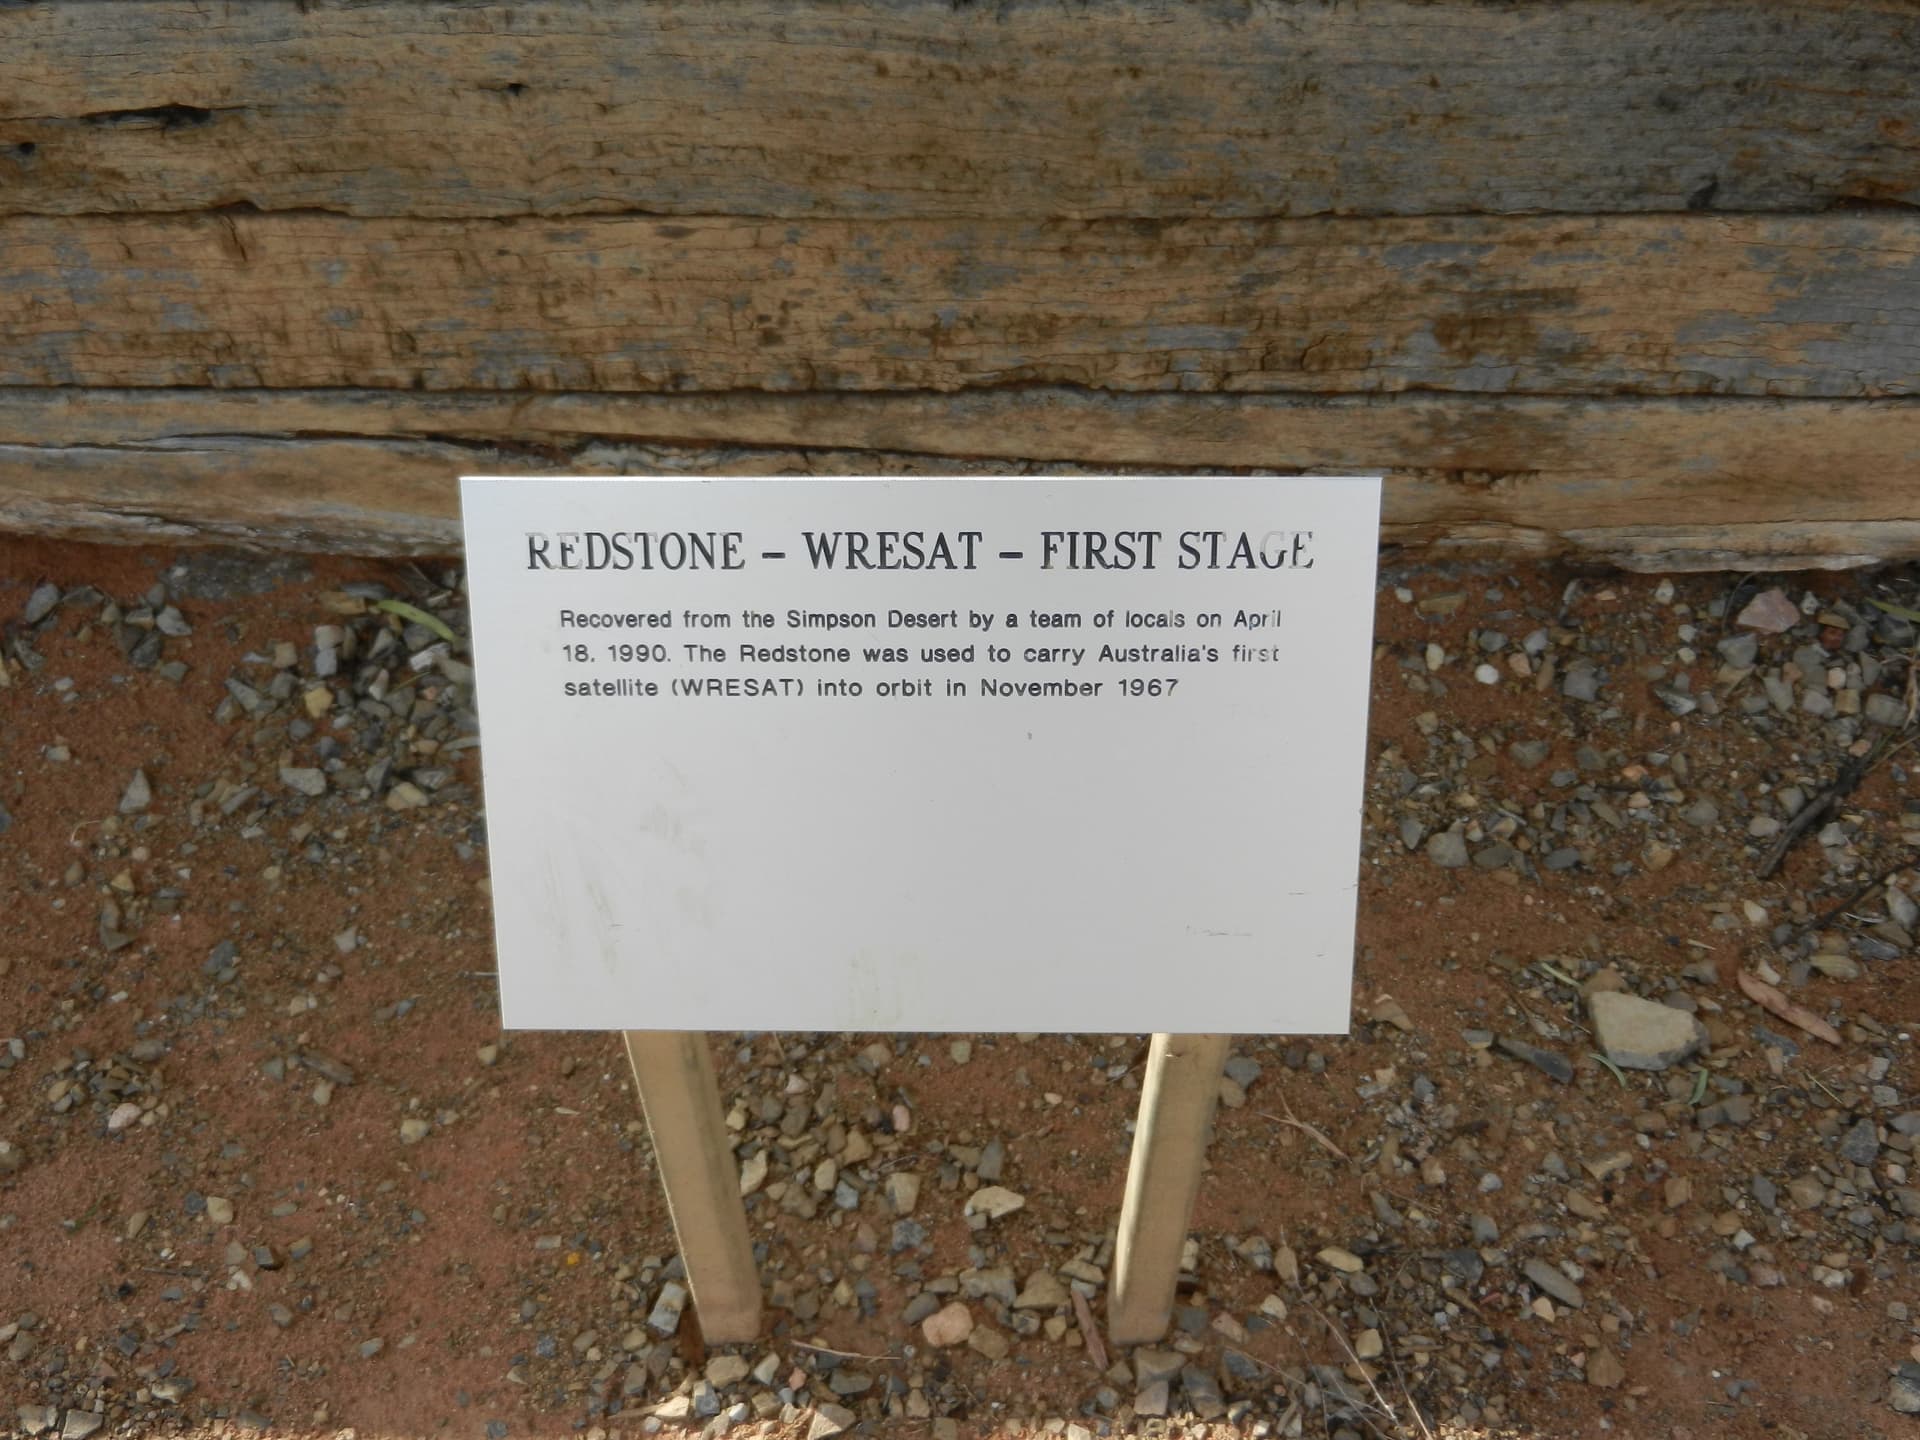 REDSTONE – WRESAT – FIRST STAGE
Recovered from the Simpson Desert by a team of locals on April
18, 1990. The Redstone was used to carry Australia's first
satellite (WRESAT) into orbit in November 1967